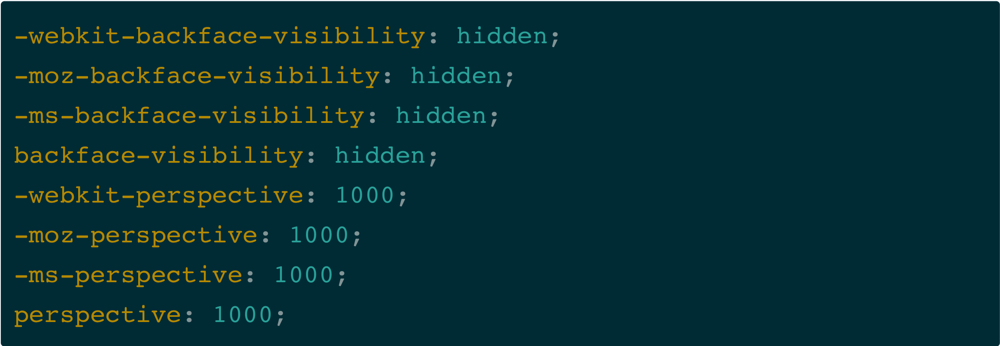 -webkit-backface-visibility: hidden;
-moz-backface-visibility: hidden;
-ms-backface-visibility: hidden;
backface-visibility: hidden;
-webkit-perspective: 1000;
-moz-perspective: 1000;
-ms-perspective: 1000;
perspective: 1000;